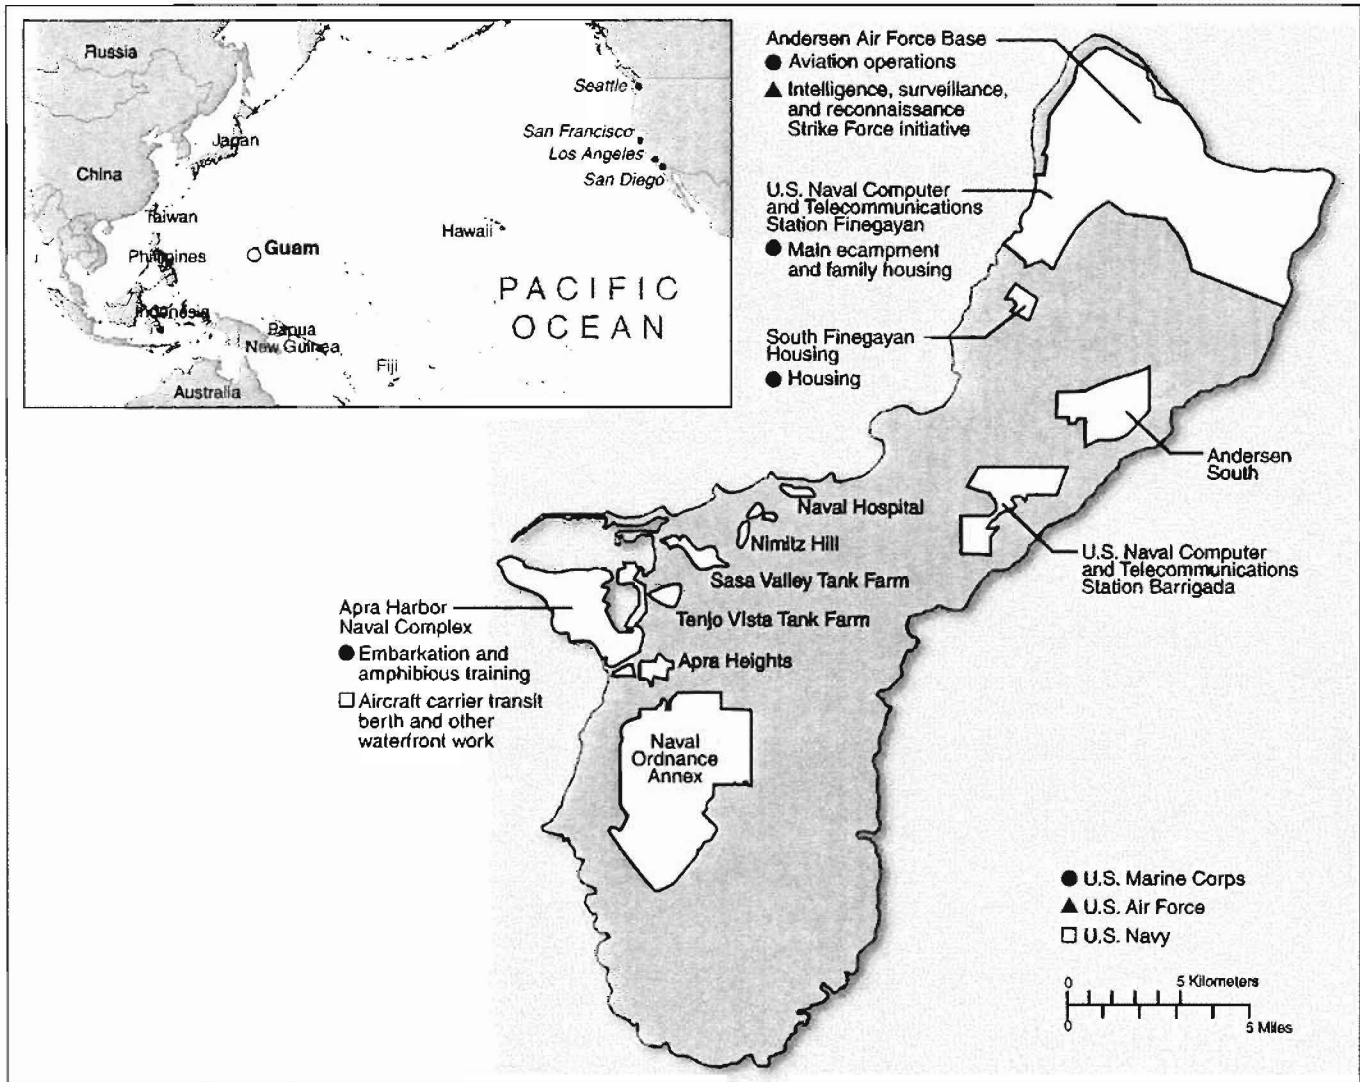 Russia
China
Japan
Taiwan
Philippines
Indonesia
Papua
New Guinea
Australia
Guam
Fiji
Hawaii
Seattle
San Francisco
Los Angeles
San Diego
PACIFIC
OCEAN
Andersen Air Force Base
Aviation operations
Intelligence, surveillance,
and reconnaissance
Strike Force initiative
U.S. Naval Computer
and Telecommunications
Station Finegayan
Main ecampment
and family housing
South Finegayan
Housing
Housing
Andersen
South
U.S. Naval Computer
and Telecommunications
Station Barrigada
Naval Hospital
Nimitz Hill
Sasa Valley Tank Farm
Tenjo Vista Tank Farm
Apra Heights
Apra Harbor
Naval Complex
Embarkation and
amphibious training
Aircraft carrier transit
berth and other
waterfront work
Naval
Ordnance
Annex
U.S. Marine Corps
U.S. Air Force
U.S. Navy
0 5 Kilometers
0 5 Miles